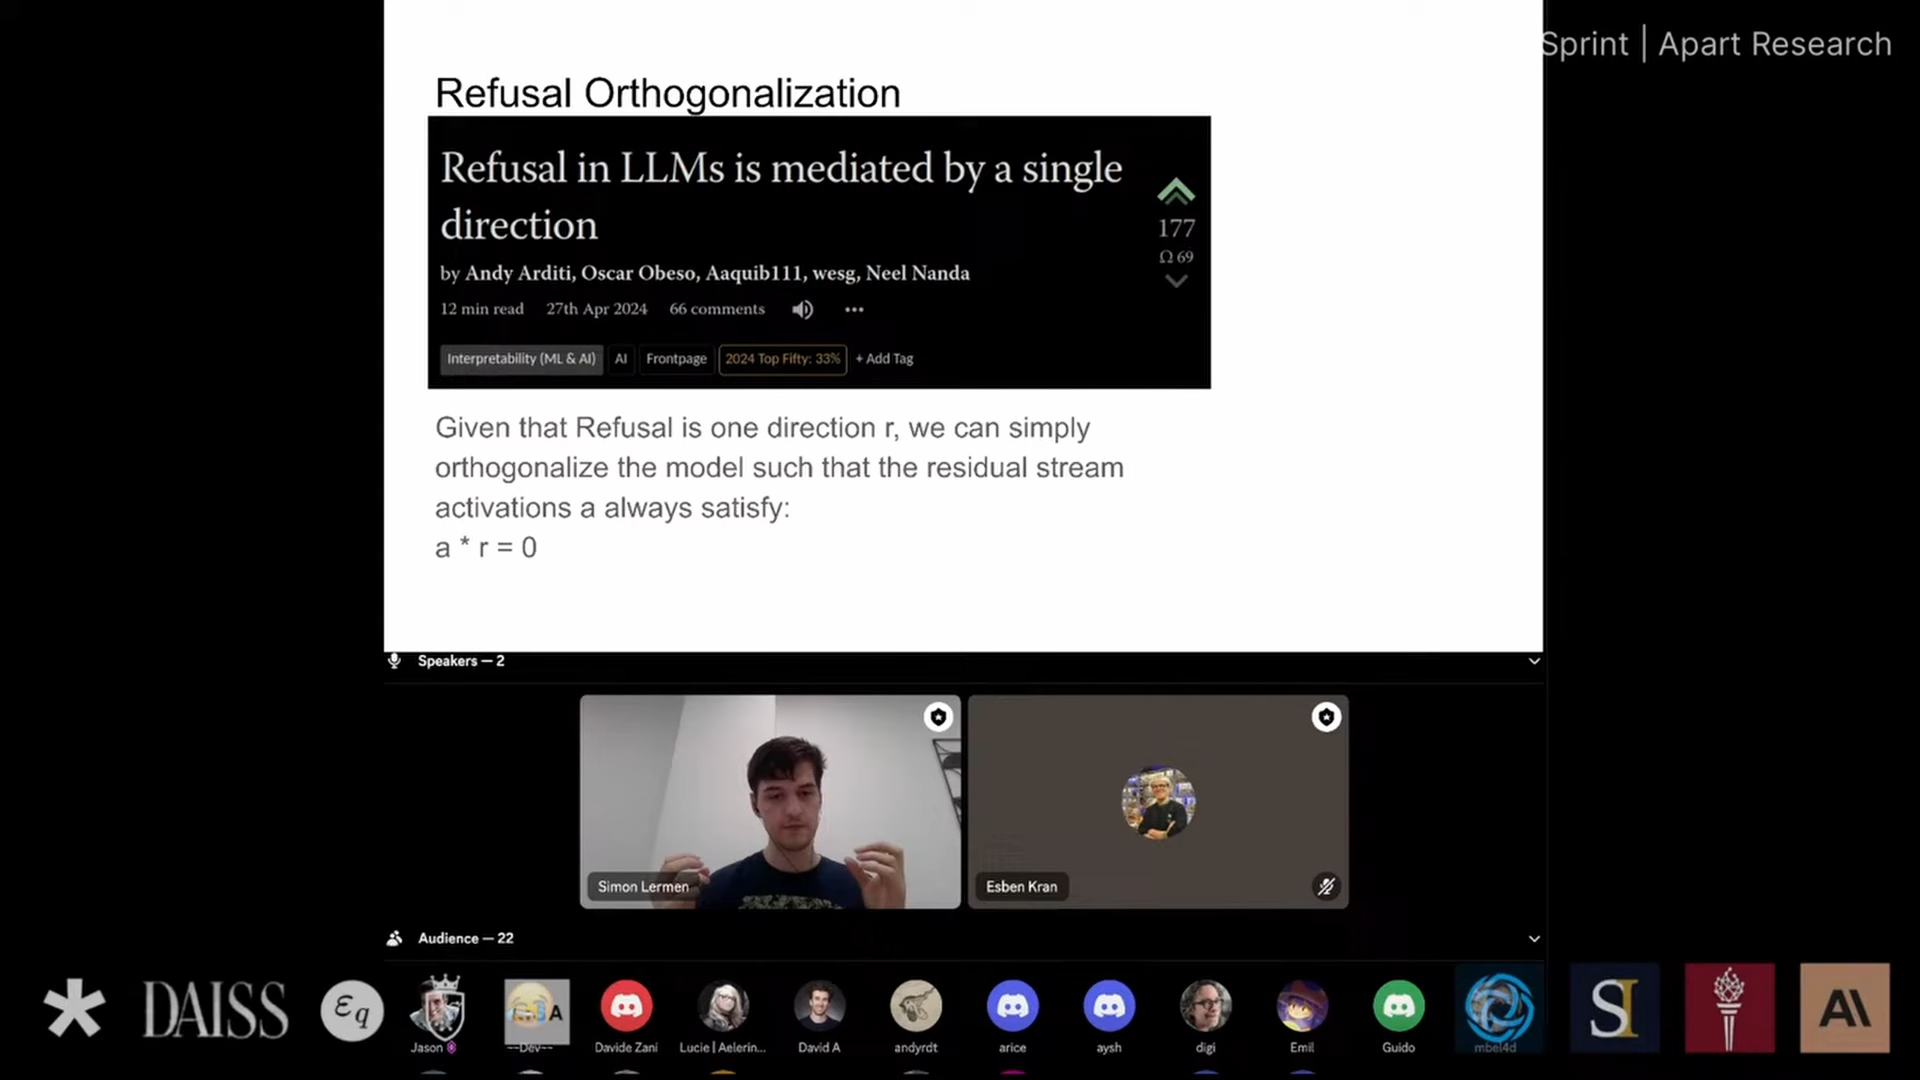 Sprint | Apart Research
Refusal Orthogonalization
Refusal in LLMs is mediated by a single
direction
177
Ω 69
by Andy Arditi, Oscar Obeso, Aaquib111, wesg, Neel Nanda
12 min read 27th Apr 2024 66 comments
Interpretability (ML & AI) AI Frontpage 2024 Top Fifty: 33% + Add Tag
Given that Refusal is one direction r, we can simply
orthogonalize the model such that the residual stream
activations a always satisfy:
a * r = 0
Speakers — 2
Simon Lermen
Esben Kran
Audience — 22
DAISS
εq
A
SI
A\
Jason
~~Dev~~
Davide Zani
Lucie | Aelerin...
David A
andyrdt
arice
aysh
digi
Emil
Guido
mbel4d